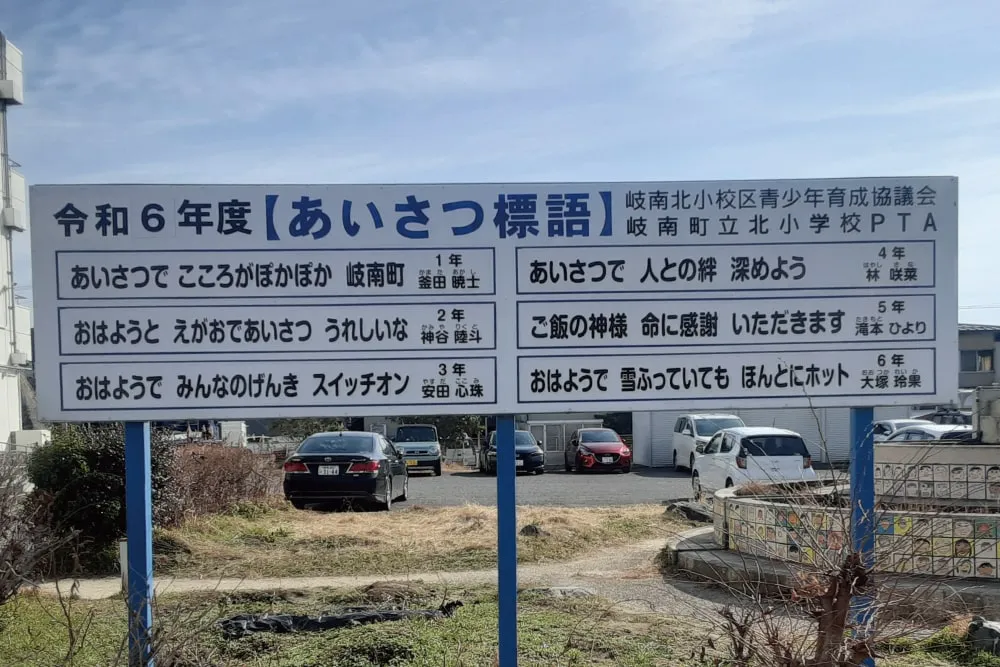 令和6年度【あいさつ標語】
岐南北小校区青少年育成協議会
岐南町立北小学校PTA
あいさつで こころがぽかぽか 岐南町 1年 釜田 暁士
おはようと えがおであいさつ うれしいな 2年 神谷 陸斗
おはようで みんなのげんき スイッチオン 3年 安田 心珠
あいさつで 人との絆 深めよう 4年 林 咲菜
ご飯の神様 命に感謝 いただきます 5年 滝本 ひより
おはようで 雪ふっていても ほんとにホット 6年 大塚 玲果